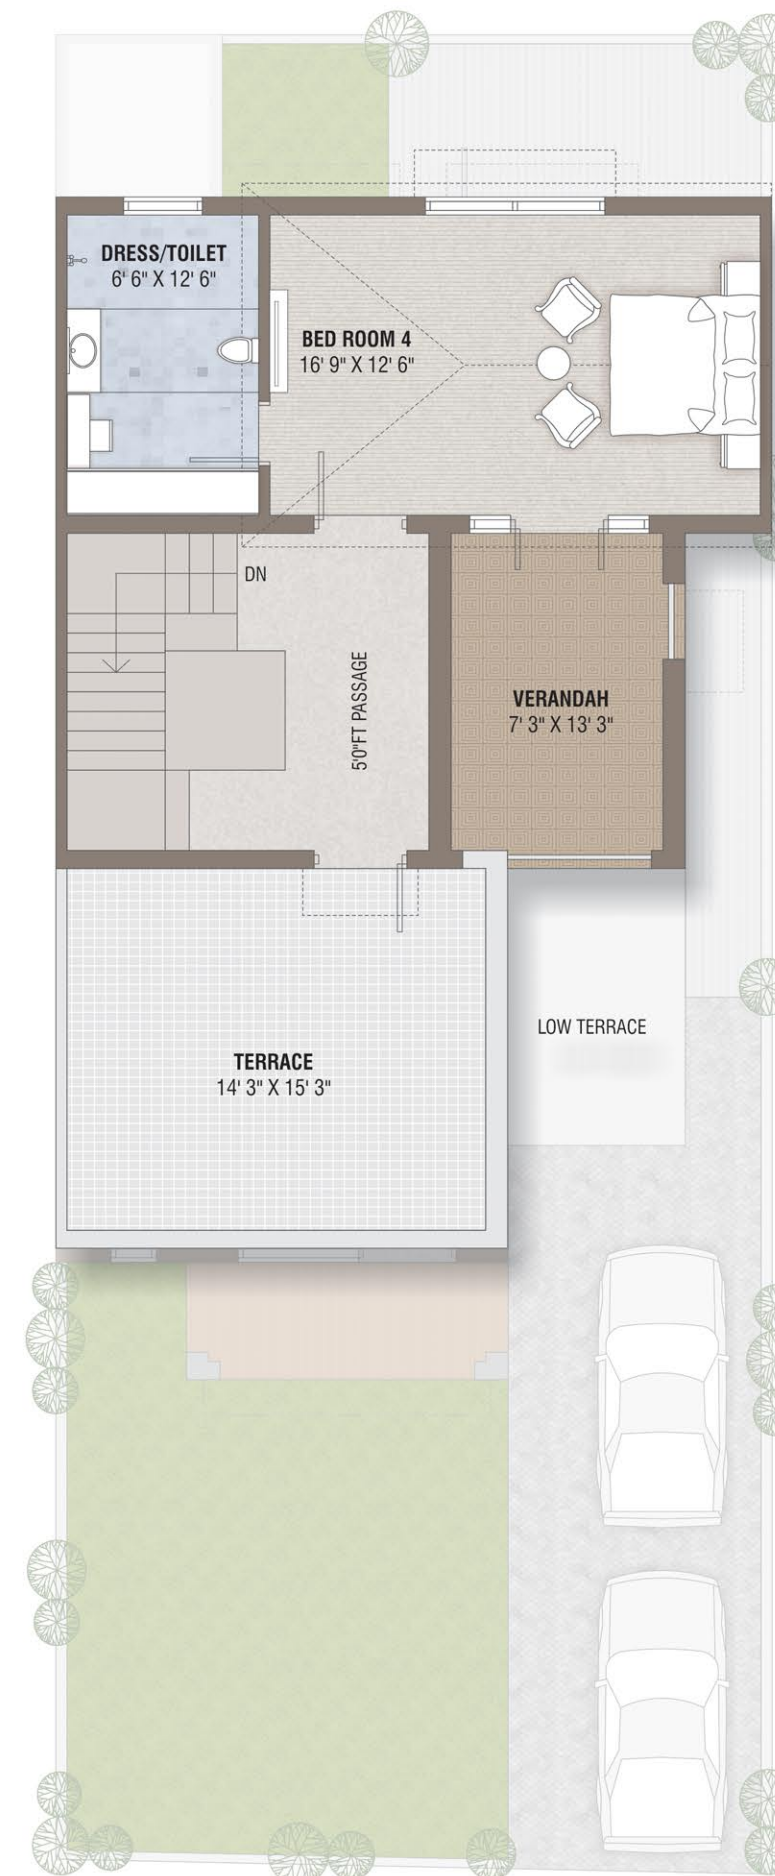 DRESS/TOILET
6' 6" X 12' 6"
BED ROOM 4
16' 9" X 12' 6"
DN
5'0"FT PASSAGE
VERANDAH
7' 3" X 13' 3"
LOW TERRACE
TERRACE
14' 3" X 15' 3"